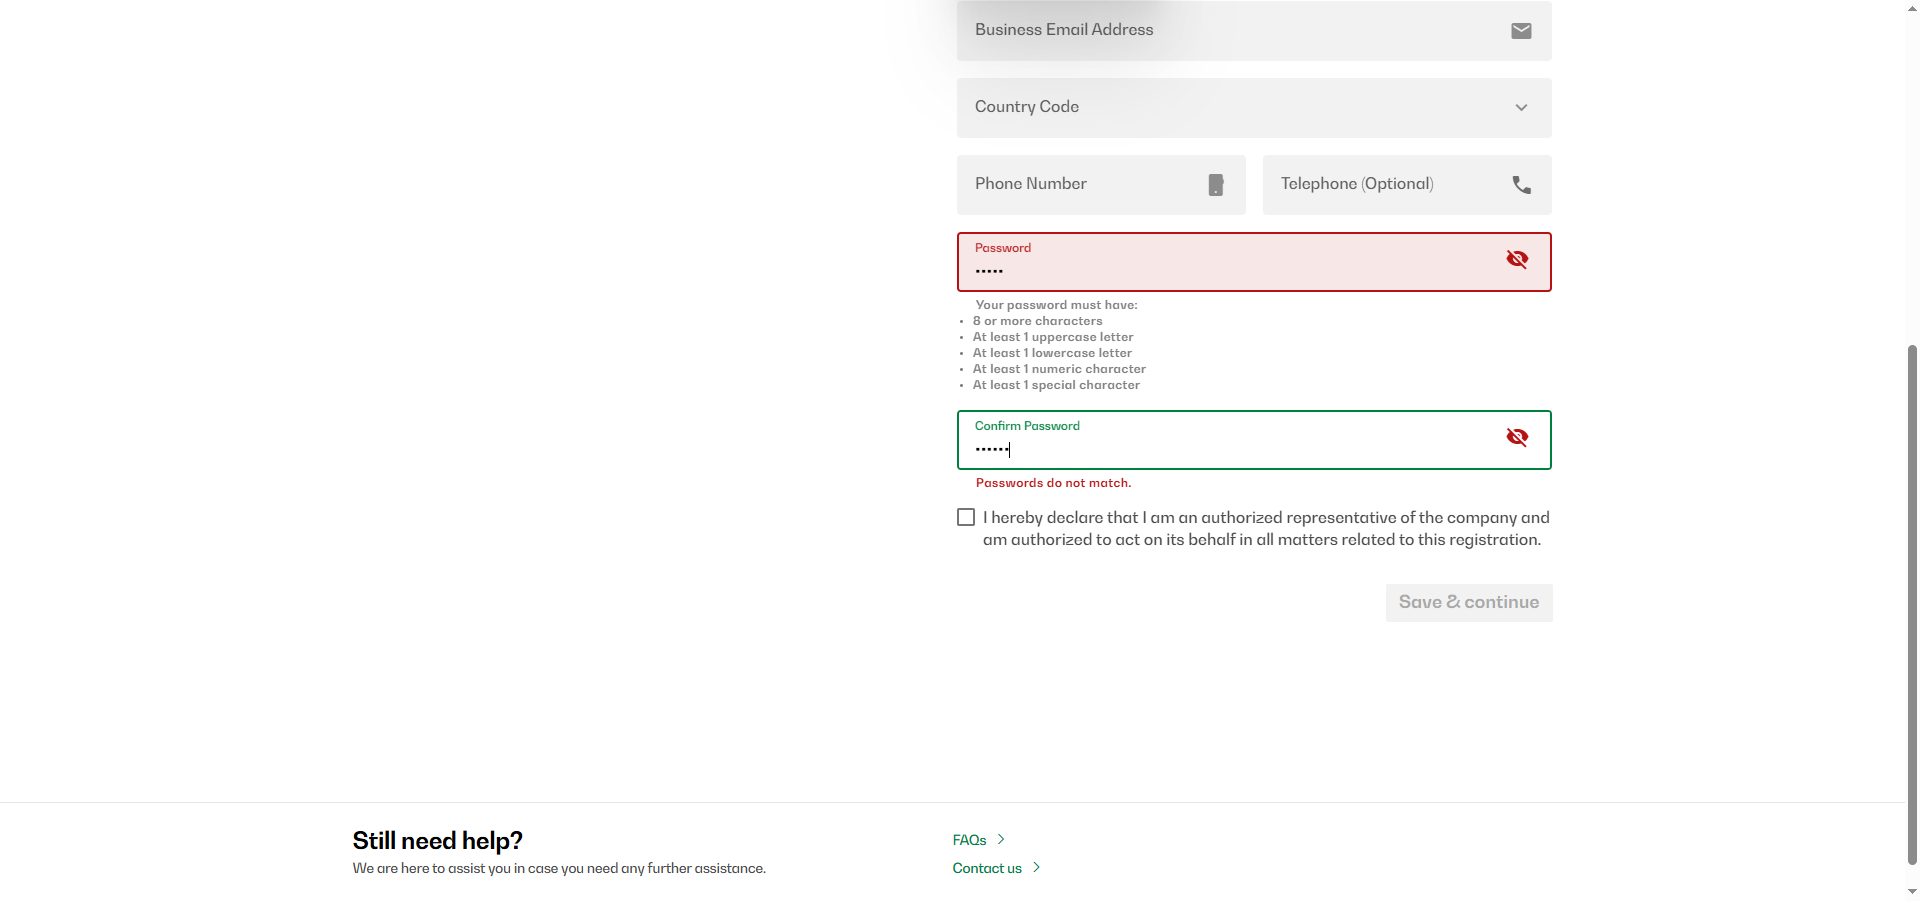 Business Email Address
Country Code
Phone Number
Telephone (Optional)
Password
•••••
Your password must have:
• 8 or more characters
• At least 1 uppercase letter
• At least 1 lowercase letter
• At least 1 numeric character
• At least 1 special character
Confirm Password
••••••
Passwords do not match.
I hereby declare that I am an authorized representative of the company and
am authorized to act on its behalf in all matters related to this registration.
Save & continue
Still need help?
We are here to assist you in case you need any further assistance.
FAQs
Contact us